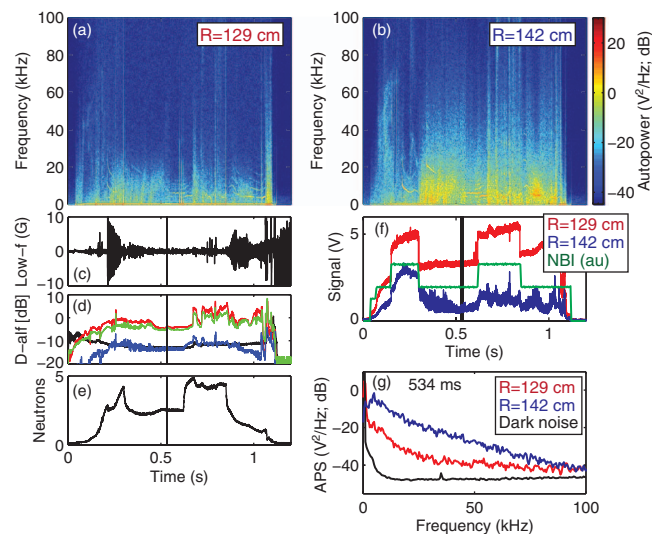 100
80
60
40
20
0
Frequency (kHz)
(a)
R=129 cm
100
80
60
40
20
0
Frequency (kHz)
(b)
R=142 cm
20
0
−20
−40
Autopower (V²/Hz; dB)
10
0
−10
Low−f (G)
(c)
10
0
−10
−20
D−alf [dB]
(d)
5
0
Neutrons
(e)
0
0.5
1
Time (s)
5
0
Signal (V)
(f)
R=129 cm
R=142 cm
NBI (au)
0
0.5
1
Time (s)
0
−20
−40
APS (V²/Hz; dB)
(g)
534 ms
R=129 cm
R=142 cm
Dark noise
0
50
100
Frequency (kHz)